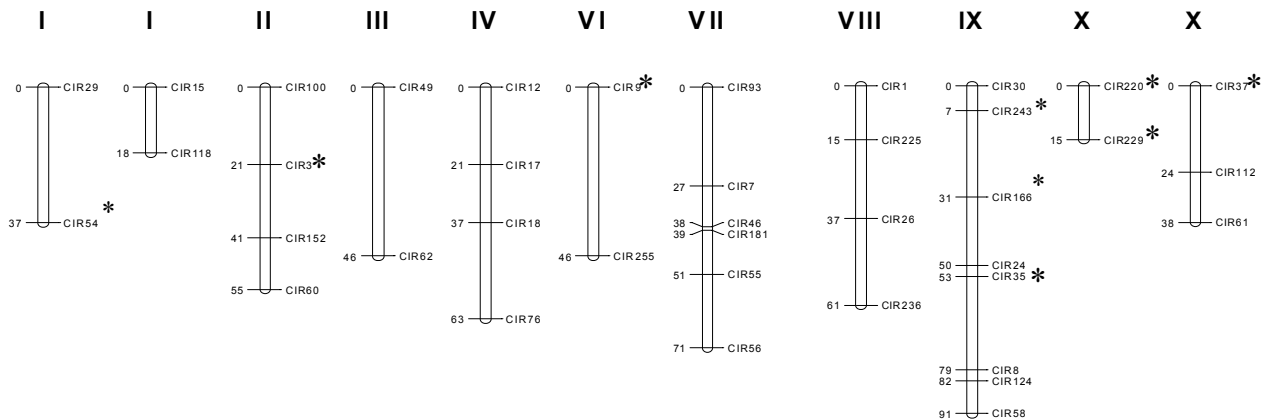 I I II III IV VI VII VIII IX X X
0 CIR29
37 CIR54 *
0 CIR15
18 CIR118
0 CIR100
21 CIR3 *
41 CIR152
55 CIR60
0 CIR49
46 CIR62
0 CIR12
21 CIR17
37 CIR18
63 CIR76
0 CIR9 *
46 CIR255
0 CIR93
27 CIR7
38 CIR46
39 CIR181
51 CIR55
71 CIR56
0 CIR1
15 CIR225
37 CIR26
61 CIR236
0 CIR30
7 CIR243 *
31 CIR166 *
50 CIR24
53 CIR35 *
79 CIR8
82 CIR124
91 CIR58
0 CIR220 *
15 CIR229 *
0 CIR37 *
24 CIR112
38 CIR61